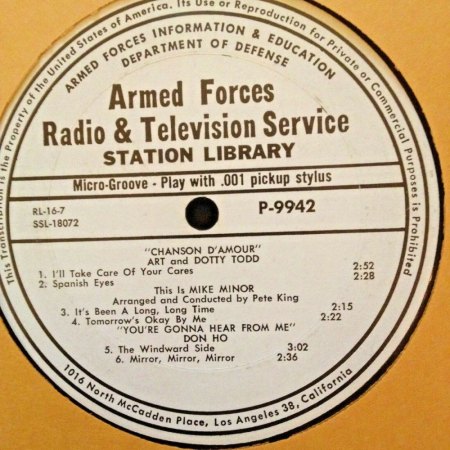 This Transcription is the Property of the United States of America. Its Use or Reproduction for Private or Commercial Purposes is Prohibited
ARMED FORCES INFORMATION & EDUCATION
DEPARTMENT OF DEFENSE
Armed Forces
Radio & Television Service
STATION LIBRARY
Micro-Groove - Play with .001 pickup stylus
RL-16-7
SSL-18072
P-9942
"CHANSON D'AMOUR"
ART and DOTTY TODD
1. I'll Take Care Of Your Cares 2:52
2. Spanish Eyes 2:28
This Is MIKE MINOR
Arranged and Conducted by Pete King
3. It's Been A Long, Long Time 2:15
4. Tomorrow's Okay By Me 2:22
"YOU'RE GONNA HEAR FROM ME"
DON HO
5. The Windward Side 3:02
6. Mirror, Mirror, Mirror 2:36
1016 North McCadden Place, Los Angeles 38, California